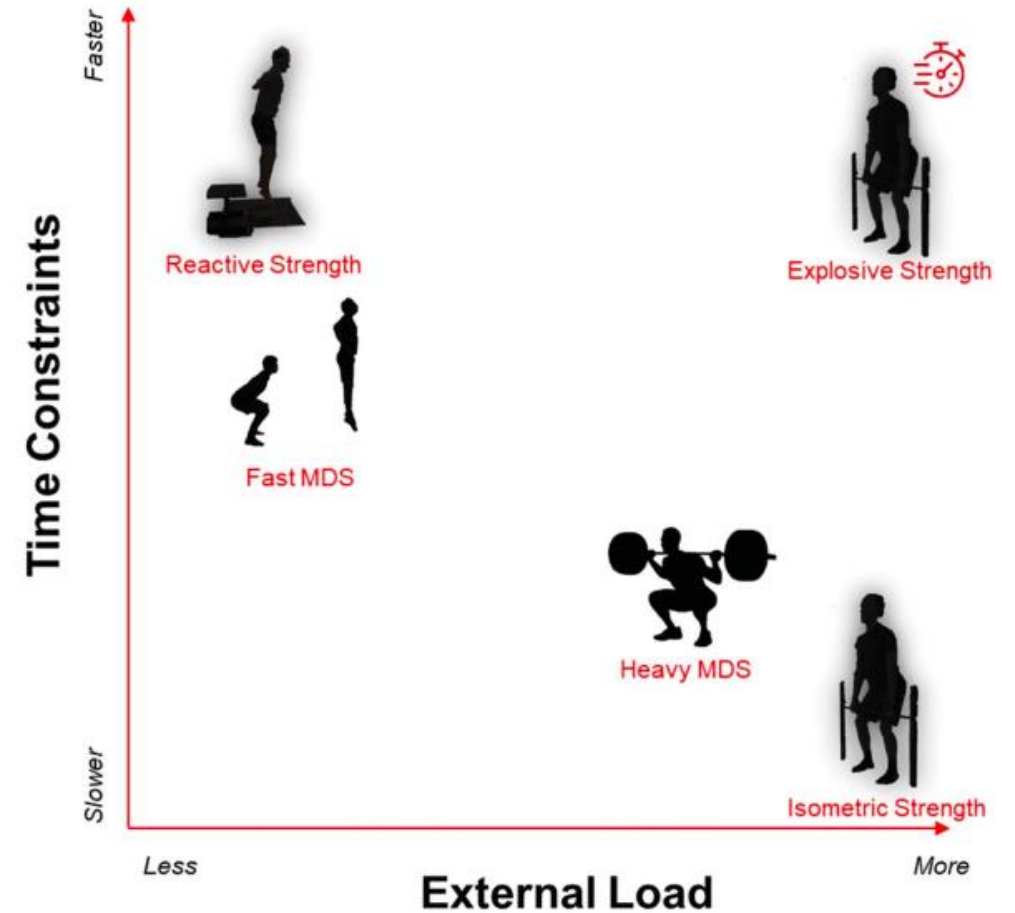 Faster
Time Constraints
Slower
Reactive Strength
Explosive Strength
Fast MDS
Heavy MDS
Isometric Strength
Less
More
External Load